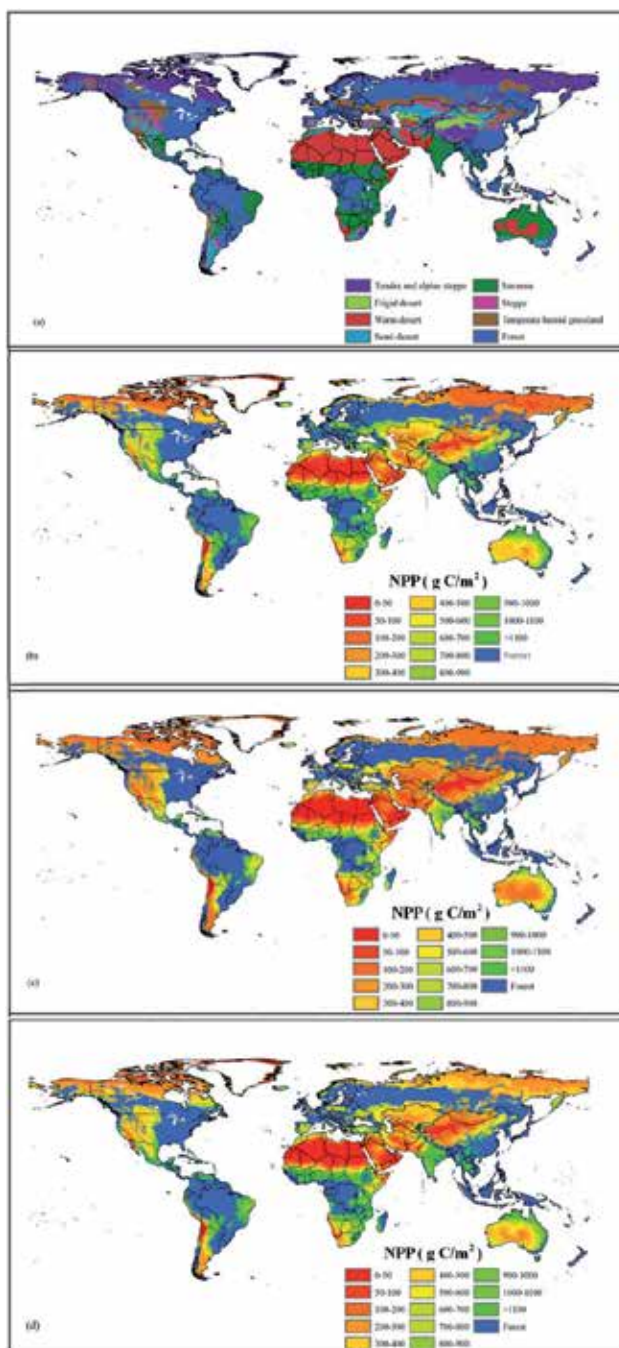 Tundra and alpine steppe
Frigid-desert
Warm-desert
Semi-desert
Savanna
Steppe
Temperate humid grassland
Forest
(a)
NPP ( g C/m²)
0-50
50-100
100-200
200-300
300-400
400-500
500-600
600-700
700-800
800-900
900-1000
1000-1100
>1100
Forest
(b)
NPP ( g C/m²)
0-50
50-100
100-200
200-300
300-400
400-500
500-600
600-700
700-800
800-900
900-1000
1000-1100
>1100
Forest
(c)
NPP ( g C/m²)
0-50
50-100
100-200
200-300
300-400
400-500
500-600
600-700
700-800
800-900
900-1000
1000-1100
>1100
Forest
(d)